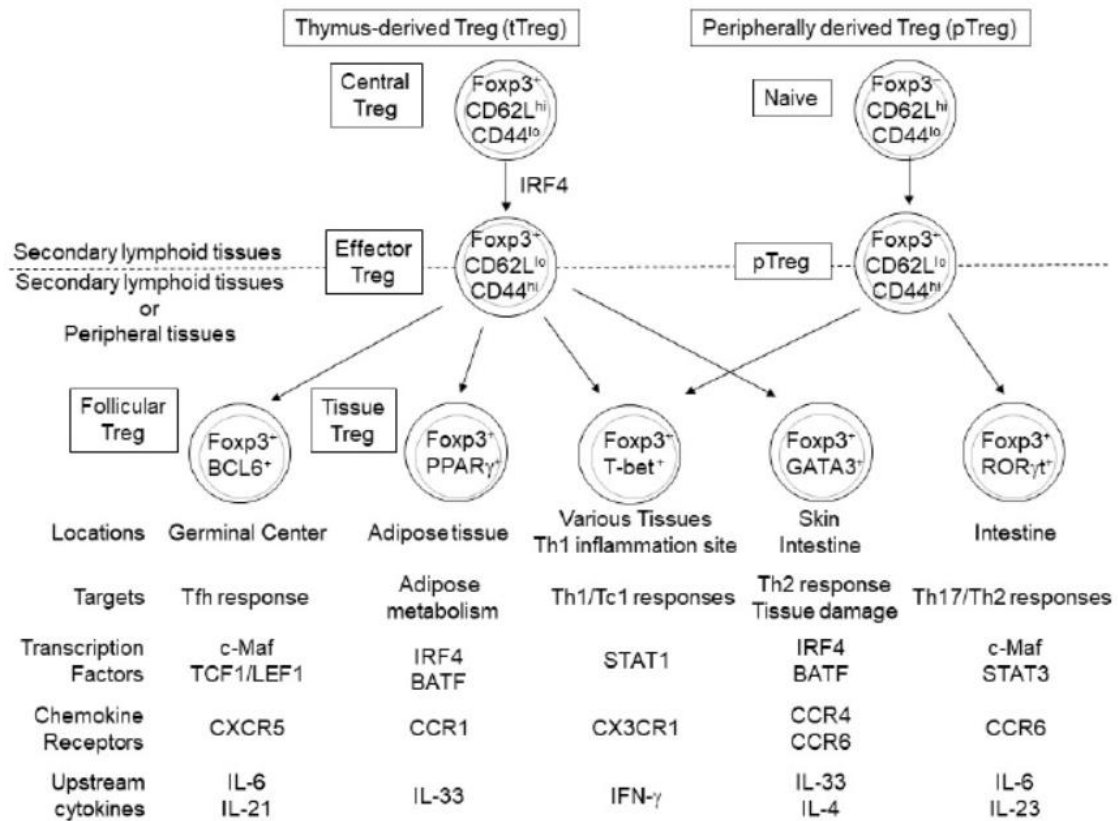 Thymus-derived Treg (tTreg)
Peripherally derived Treg (pTreg)
Central
Treg
Foxp3⁺
CD62Lʰⁱ
CD44ˡᵒ
Naive
Foxp3⁻
CD62Lʰⁱ
CD44ˡᵒ
IRF4
Secondary lymphoid tissues
Secondary lymphoid tissues
or
Peripheral tissues
Effector
Treg
Foxp3⁺
CD62Lˡᵒ
CD44ʰⁱ
pTreg
Foxp3⁺
CD62Lˡᵒ
CD44ʰⁱ
Follicular
Treg
Foxp3⁺
BCL6⁺
Tissue
Treg
Foxp3⁺
PPARγ⁺
Foxp3⁺
T-bet⁺
Foxp3⁺
GATA3⁺
Foxp3⁺
RORγt⁺
Locations
Germinal Center
Adipose tissue
Various Tissues
Th1 inflammation site
Skin
Intestine
Intestine
Targets
Tfh response
Adipose
metabolism
Th1/Tc1 responses
Th2 response
Tissue damage
Th17/Th2 responses
Transcription
Factors
c-Maf
TCF1/LEF1
IRF4
BATF
STAT1
IRF4
BATF
c-Maf
STAT3
Chemokine
Receptors
CXCR5
CCR1
CX3CR1
CCR4
CCR6
CCR6
Upstream
cytokines
IL-6
IL-21
IL-33
IFN-γ
IL-33
IL-4
IL-6
IL-23